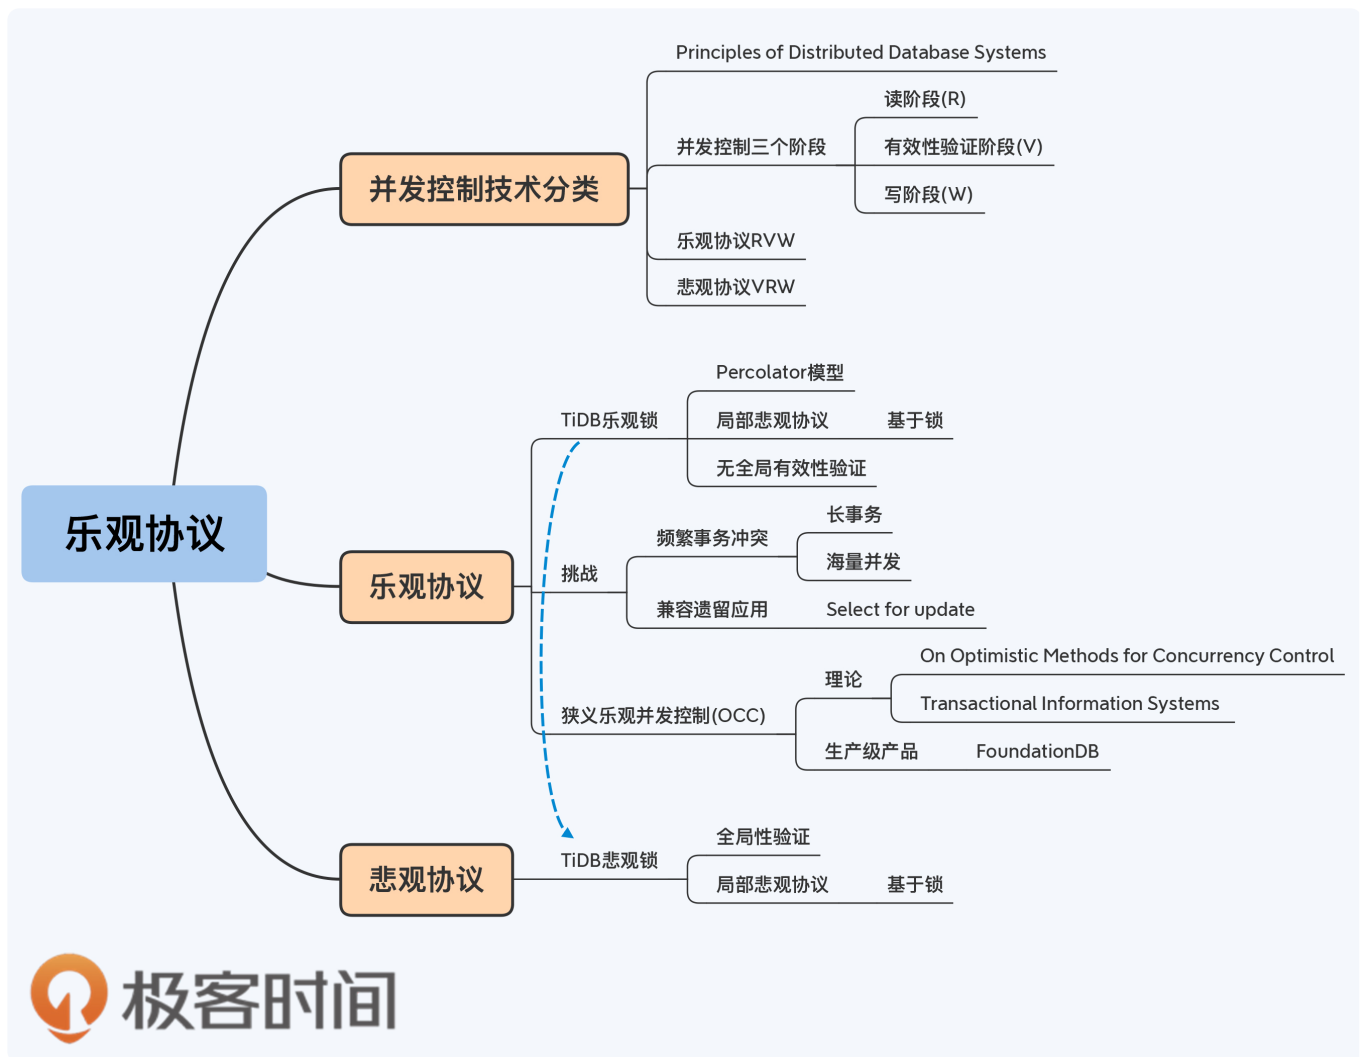 Principles of Distributed Database Systems
读阶段(R)
并发控制三个阶段
有效性验证阶段(V)
并发控制技术分类
写阶段(W)
乐观协议RVW
悲观协议VRW
Percolator模型
TiDB乐观锁
局部悲观协议
基于锁
无全局有效性验证
长事务
频繁事务冲突
海量并发
乐观协议
乐观协议
挑战
兼容遗留应用
Select for update
On Optimistic Methods for Concurrency Control
理论
Transactional Information Systems
狭义乐观并发控制(OCC)
生产级产品
FoundationDB
全局性验证
悲观协议
TiDB悲观锁
局部悲观协议
基于锁
极客时间